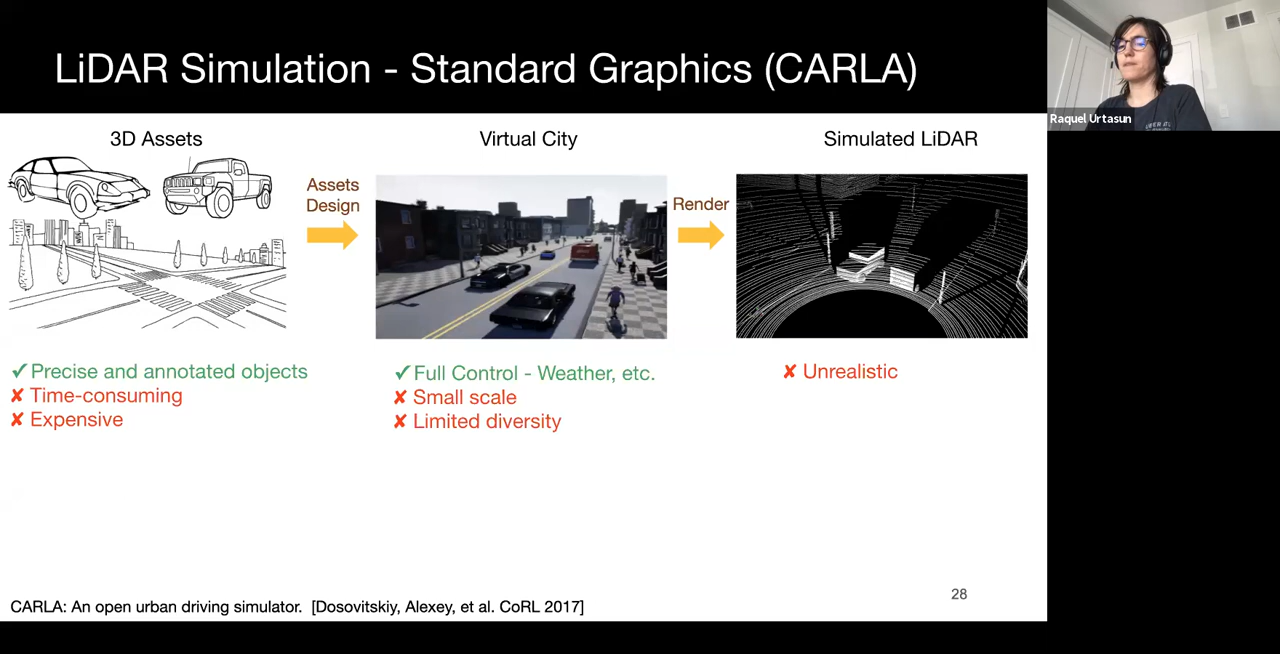 LiDAR Simulation - Standard Graphics (CARLA)
Raquel Urtasun
3D Assets
Assets
Design
Virtual City
Render
Simulated LiDAR
✓Precise and annotated objects
✘ Time-consuming
✘ Expensive
✓Full Control - Weather, etc.
✘ Small scale
✘ Limited diversity
✘ Unrealistic
28
CARLA: An open urban driving simulator. [Dosovitskiy, Alexey, et al. CoRL 2017]